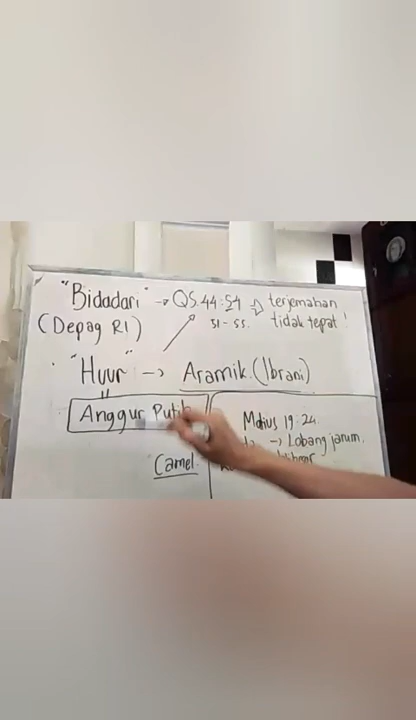 "Bidadari" → QS. 44:54 ⇨ terjemahan
(Depag RI) 51-55. tidak tepat!
"Huur" → Aramik. (Ibrani)
Anggur Putih
Matius 19:24.
→ Lobang jarum.
Camel.